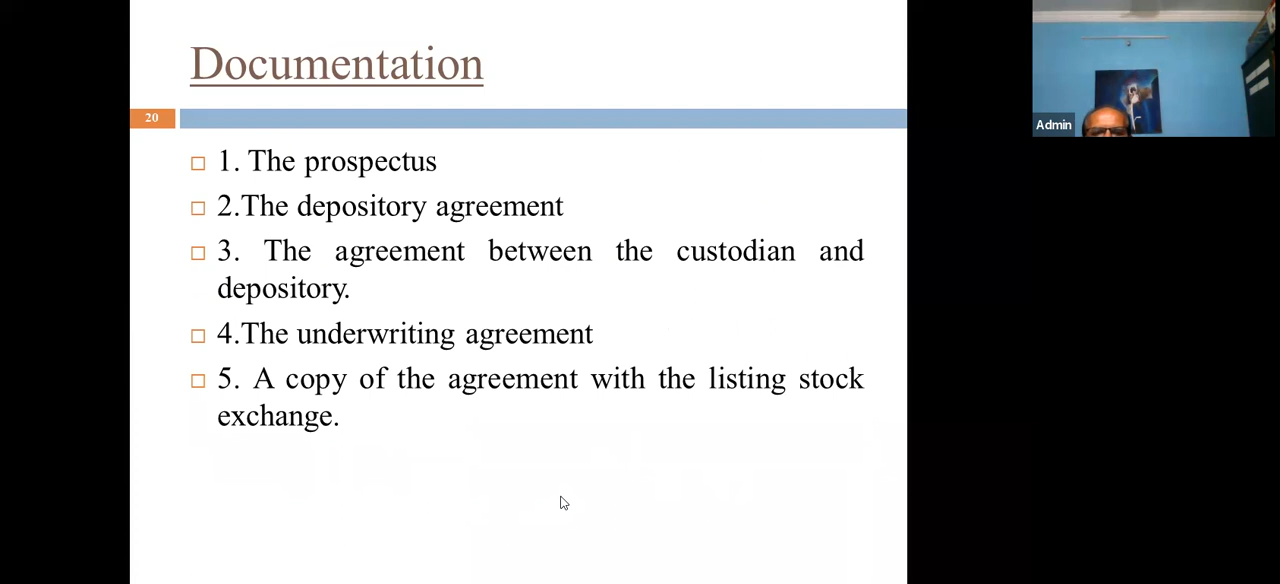 Documentation
20
1. The prospectus
2.The depository agreement
3. The agreement between the custodian and
depository.
4.The underwriting agreement
5. A copy of the agreement with the listing stock
exchange.
Admin